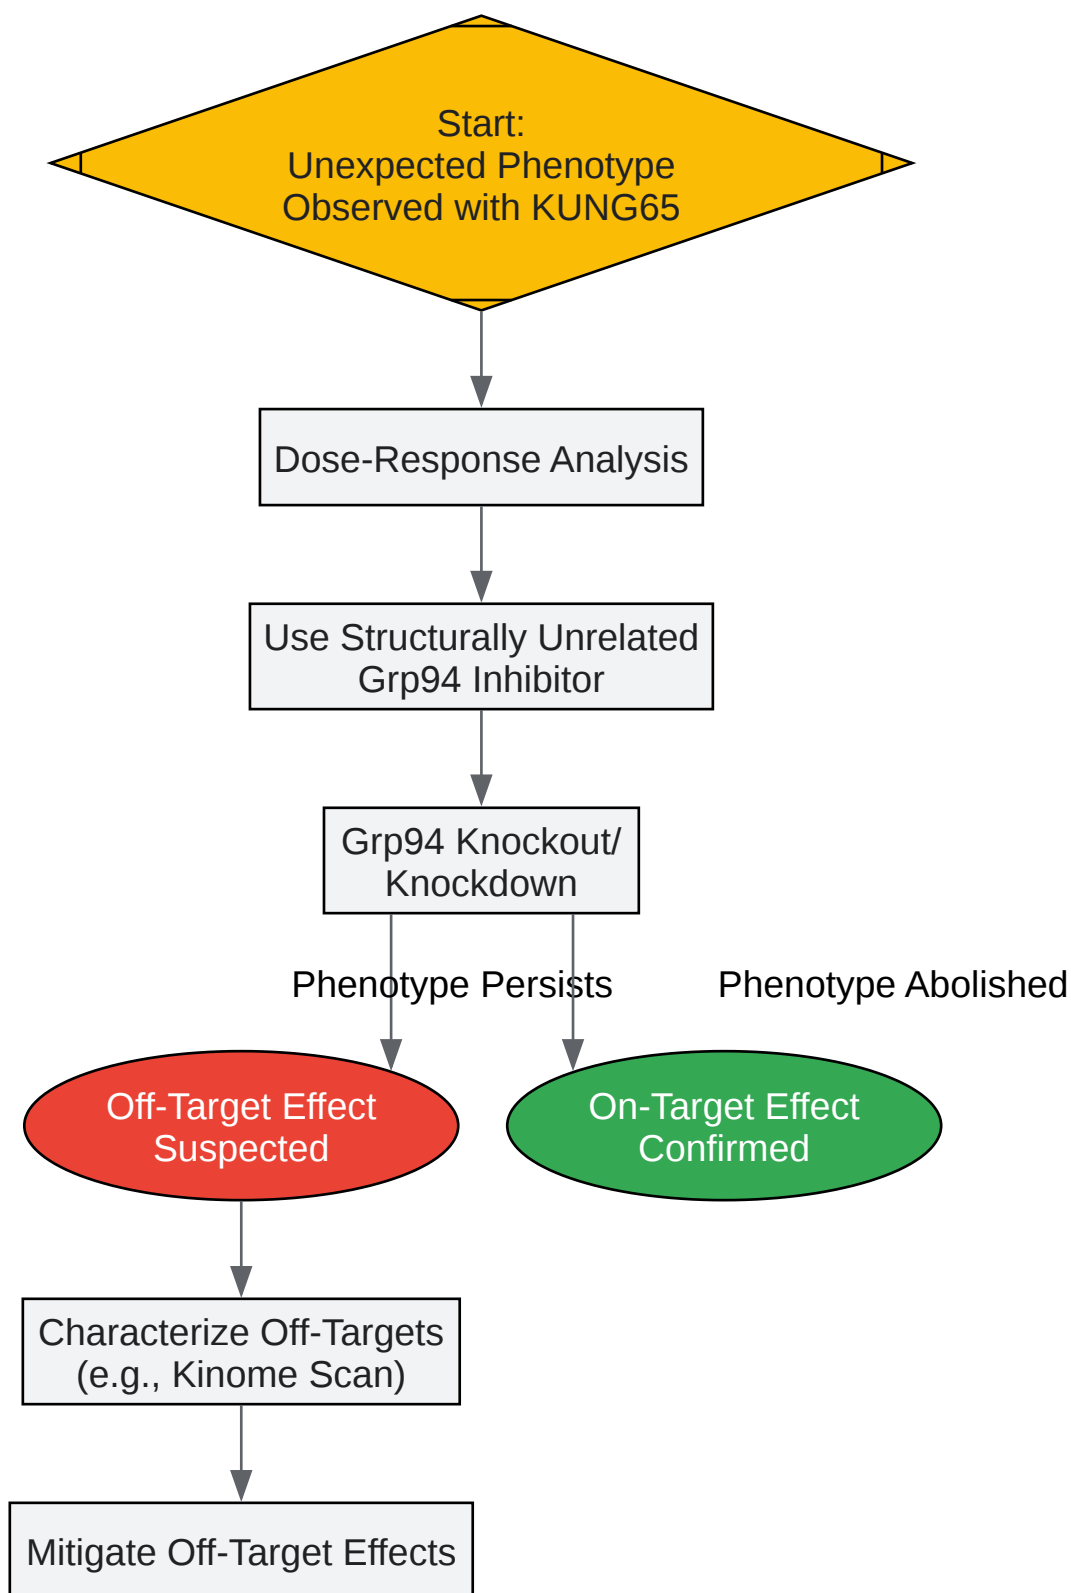 Start:
Unexpected Phenotype
Observed with KUNG65
Dose-Response Analysis
Use Structurally Unrelated
Grp94 Inhibitor
Grp94 Knockout/
Knockdown
Phenotype Persists
Phenotype Abolished
Off-Target Effect
Suspected
On-Target Effect
Confirmed
Characterize Off-Targets
(e.g., Kinome Scan)
Mitigate Off-Target Effects